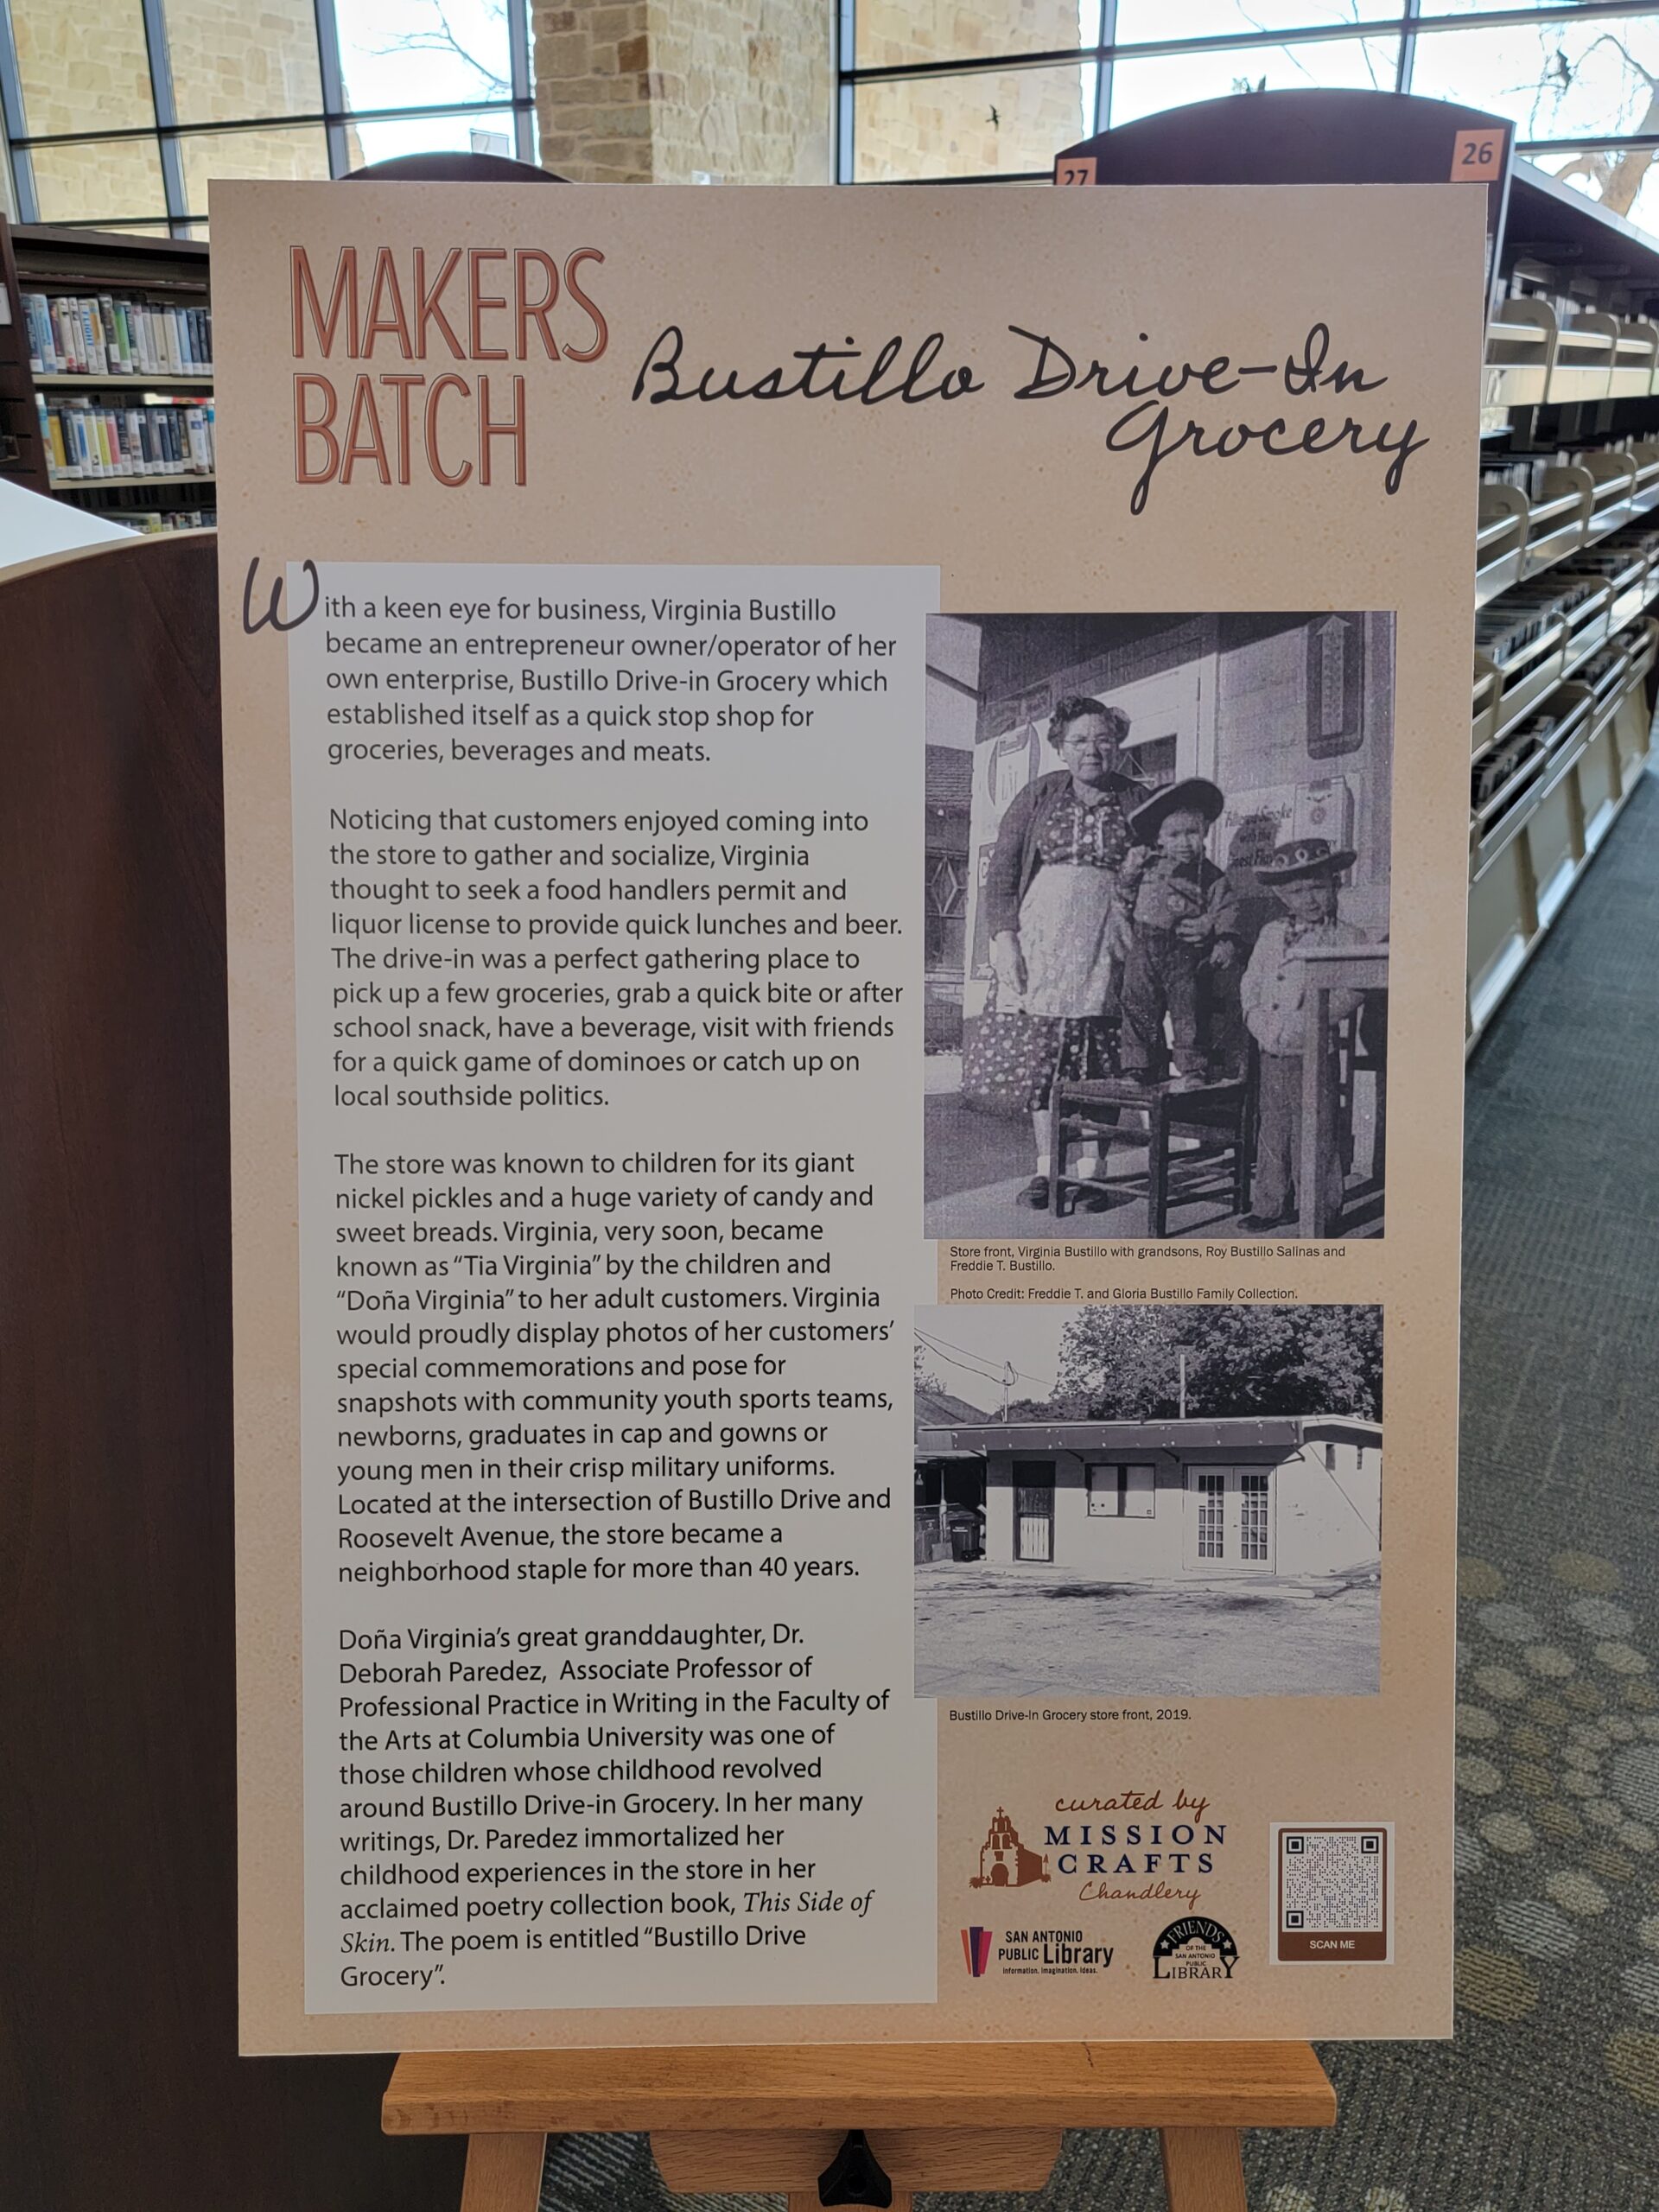 27
26
MAKERS
BATCH
Bustillo Drive-In
Grocery
With a keen eye for business, Virginia Bustillo
became an entrepreneur owner/operator of her
own enterprise, Bustillo Drive-in Grocery which
established itself as a quick stop shop for
groceries, beverages and meats.
Noticing that customers enjoyed coming into
the store to gather and socialize, Virginia
thought to seek a food handlers permit and
liquor license to provide quick lunches and beer.
The drive-in was a perfect gathering place to
pick up a few groceries, grab a quick bite or after
school snack, have a beverage, visit with friends
for a quick game of dominoes or catch up on
local southside politics.
The store was known to children for its giant
nickel pickles and a huge variety of candy and
sweet breads. Virginia, very soon, became
known as “Tia Virginia” by the children and
“Doña Virginia” to her adult customers. Virginia
would proudly display photos of her customers’
special commemorations and pose for
snapshots with community youth sports teams,
newborns, graduates in cap and gowns or
young men in their crisp military uniforms.
Located at the intersection of Bustillo Drive and
Roosevelt Avenue, the store became a
neighborhood staple for more than 40 years.
Doña Virginia’s great granddaughter, Dr.
Deborah Paredez, Associate Professor of
Professional Practice in Writing in the Faculty of
the Arts at Columbia University was one of
those children whose childhood revolved
around Bustillo Drive-in Grocery. In her many
writings, Dr. Paredez immortalized her
childhood experiences in the store in her
acclaimed poetry collection book, This Side of
Skin. The poem is entitled “Bustillo Drive
Grocery”.
Smoke
with the
Store front, Virginia Bustillo with grandsons, Roy Bustillo Salinas and
Freddie T. Bustillo.
Photo Credit: Freddie T. and Gloria Bustillo Family Collection.
Bustillo Drive-In Grocery store front, 2019.
curated by
MISSION
CRAFTS
Chandlery
SAN ANTONIO
PUBLIC Library
Information. Imagination. Ideas.
FRIENDS
OF THE
SAN ANTONIO
PUBLIC
LIBRARY
SCAN ME